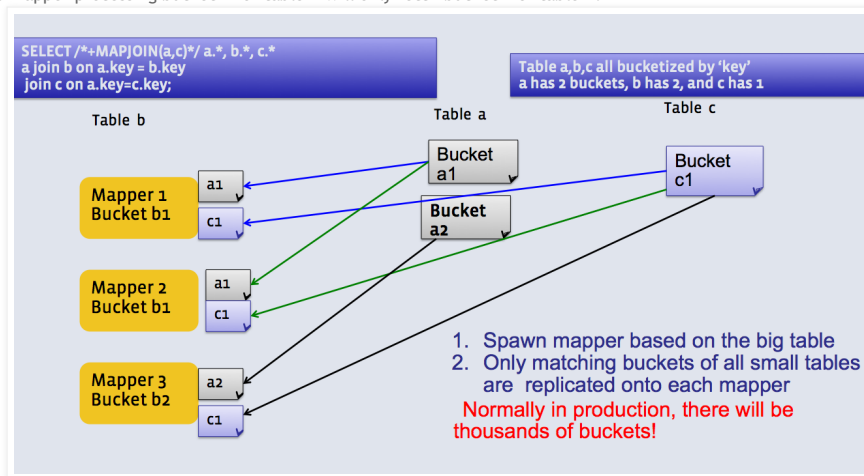 SELECT /*+MAPJOIN(a,c)*/ a.*, b.*, c.*
a join b on a.key = b.key
join c on a.key=c.key;
Table a,b,c all bucketized by ‘key’
a has 2 buckets, b has 2, and c has 1
Table b
Table a
Table c
Bucket
a1
Bucket
c1
Bucket
a2
Mapper 1
Bucket b1
a1
c1
Mapper 2
Bucket b1
a1
c1
Mapper 3
Bucket b2
a2
c1
1. Spawn mapper based on the big table
2. Only matching buckets of all small tables
are replicated onto each mapper
Normally in production, there will be
thousands of buckets!